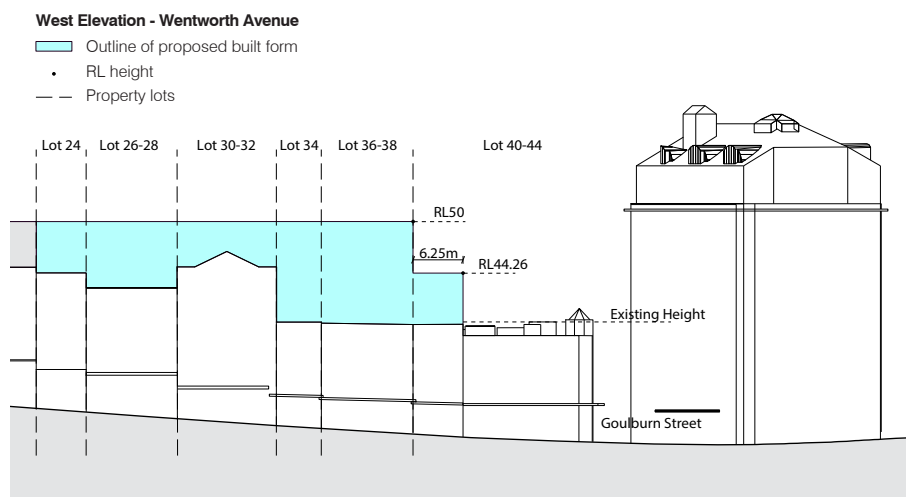 West Elevation - Wentworth Avenue
Outline of proposed built form
RL height
Property lots
Lot 24 Lot 26-28 Lot 30-32 Lot 34 Lot 36-38 Lot 40-44
RL50
6.25m
RL44.26
Existing Height
Goulburn Street